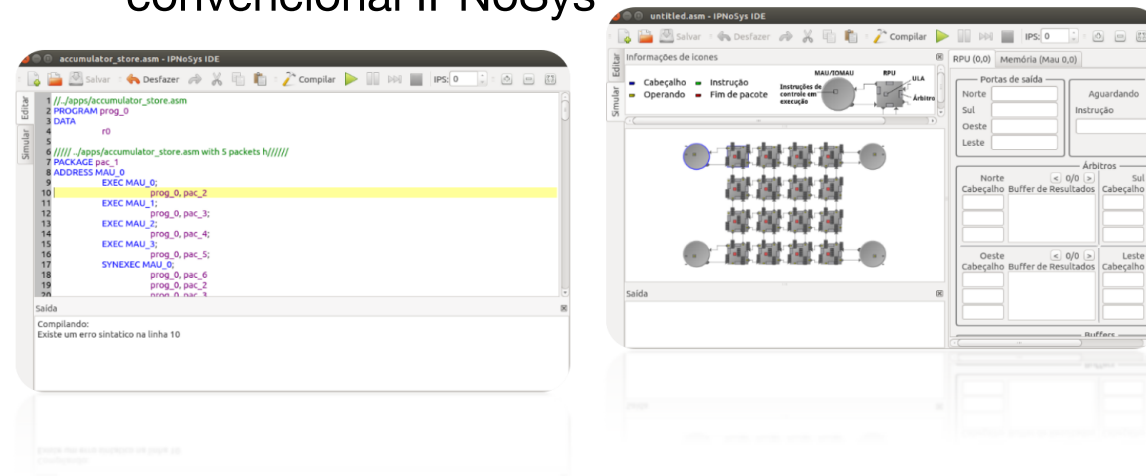 convencional IPNoSys
accumulator_store.asm - IPNoSys IDE
Salvar Desfazer Compilar IPS: 0
Editar
Simular
1 //../apps/accumulator_store.asm
2 PROGRAM prog_0
3 DATA
4 r0
5
6 ///// ../apps/accumulator_store.asm with 5 packets h//////
7 PACKAGE pac_1
8 ADDRESS MAU_0
9 EXEC MAU_0;
10 prog_0, pac_2
11 EXEC MAU_1;
12 prog_0, pac_3;
13 EXEC MAU_2;
14 prog_0, pac_4;
15 EXEC MAU_3;
16 prog_0, pac_5;
17 SYNEXEC MAU_0;
18 prog_0, pac_6
19 prog_0, pac_2
20 prog_0, pac_3
Saída
Compilando:
Existe um erro sintatico na linha 10
untitled.asm - IPNoSys IDE
Salvar Desfazer Compilar IPS: 0
Editar
Simular
Informações de icones
Cabeçalho Instrução
Operando Fim de pacote
Instruções de
controle em
execução
MAU/IOMAU
RPU
ULA
Árbitro
Saída
RPU (0,0) Memória (Mau 0,0)
Portas de saída
Norte
Sul
Oeste
Leste
Aguardando
Instrução
Árbitros
Norte < 0/0 > Sul
Cabeçalho Buffer de Resultados Cabeçalho
Oeste < 0/0 > Leste
Cabeçalho Buffer de Resultados Cabeçalho
Buffers